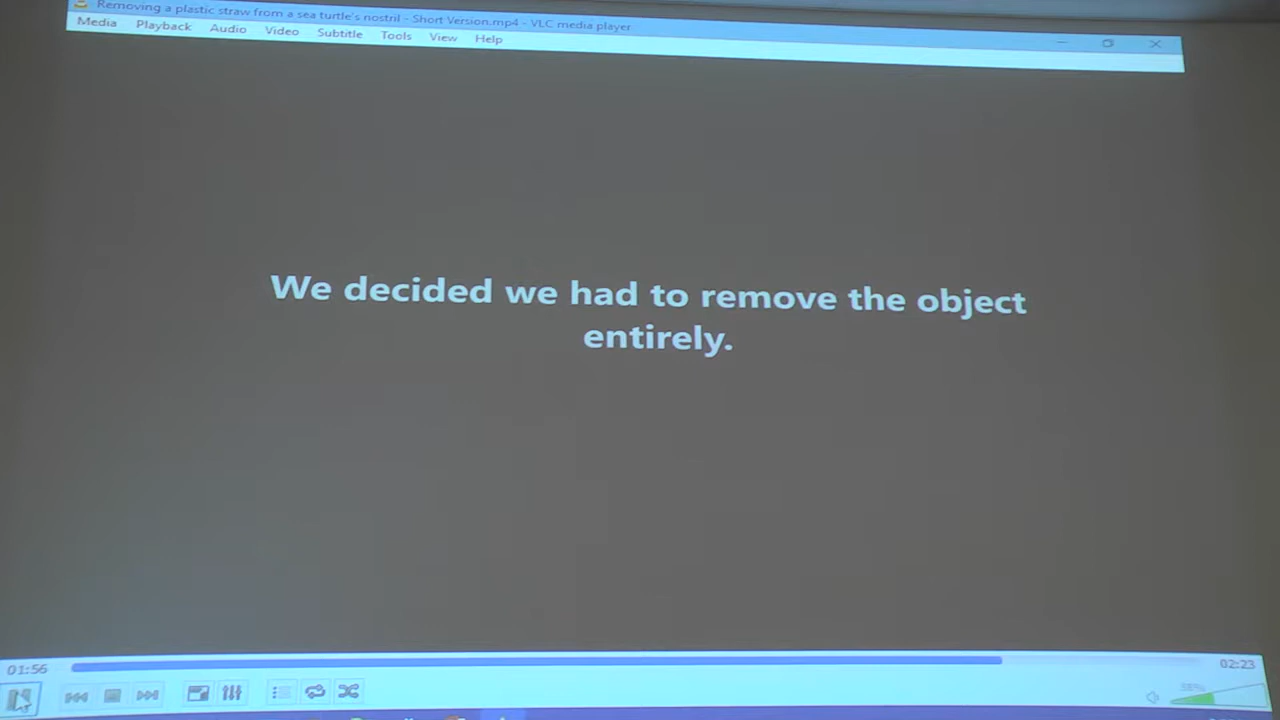 Removing a plastic straw from a sea turtle's nostril - Short Version.mp4 - VLC media player
Media Playback Audio Video Subtitle Tools View Help
We decided we had to remove the object
entirely.
01:56
02:23